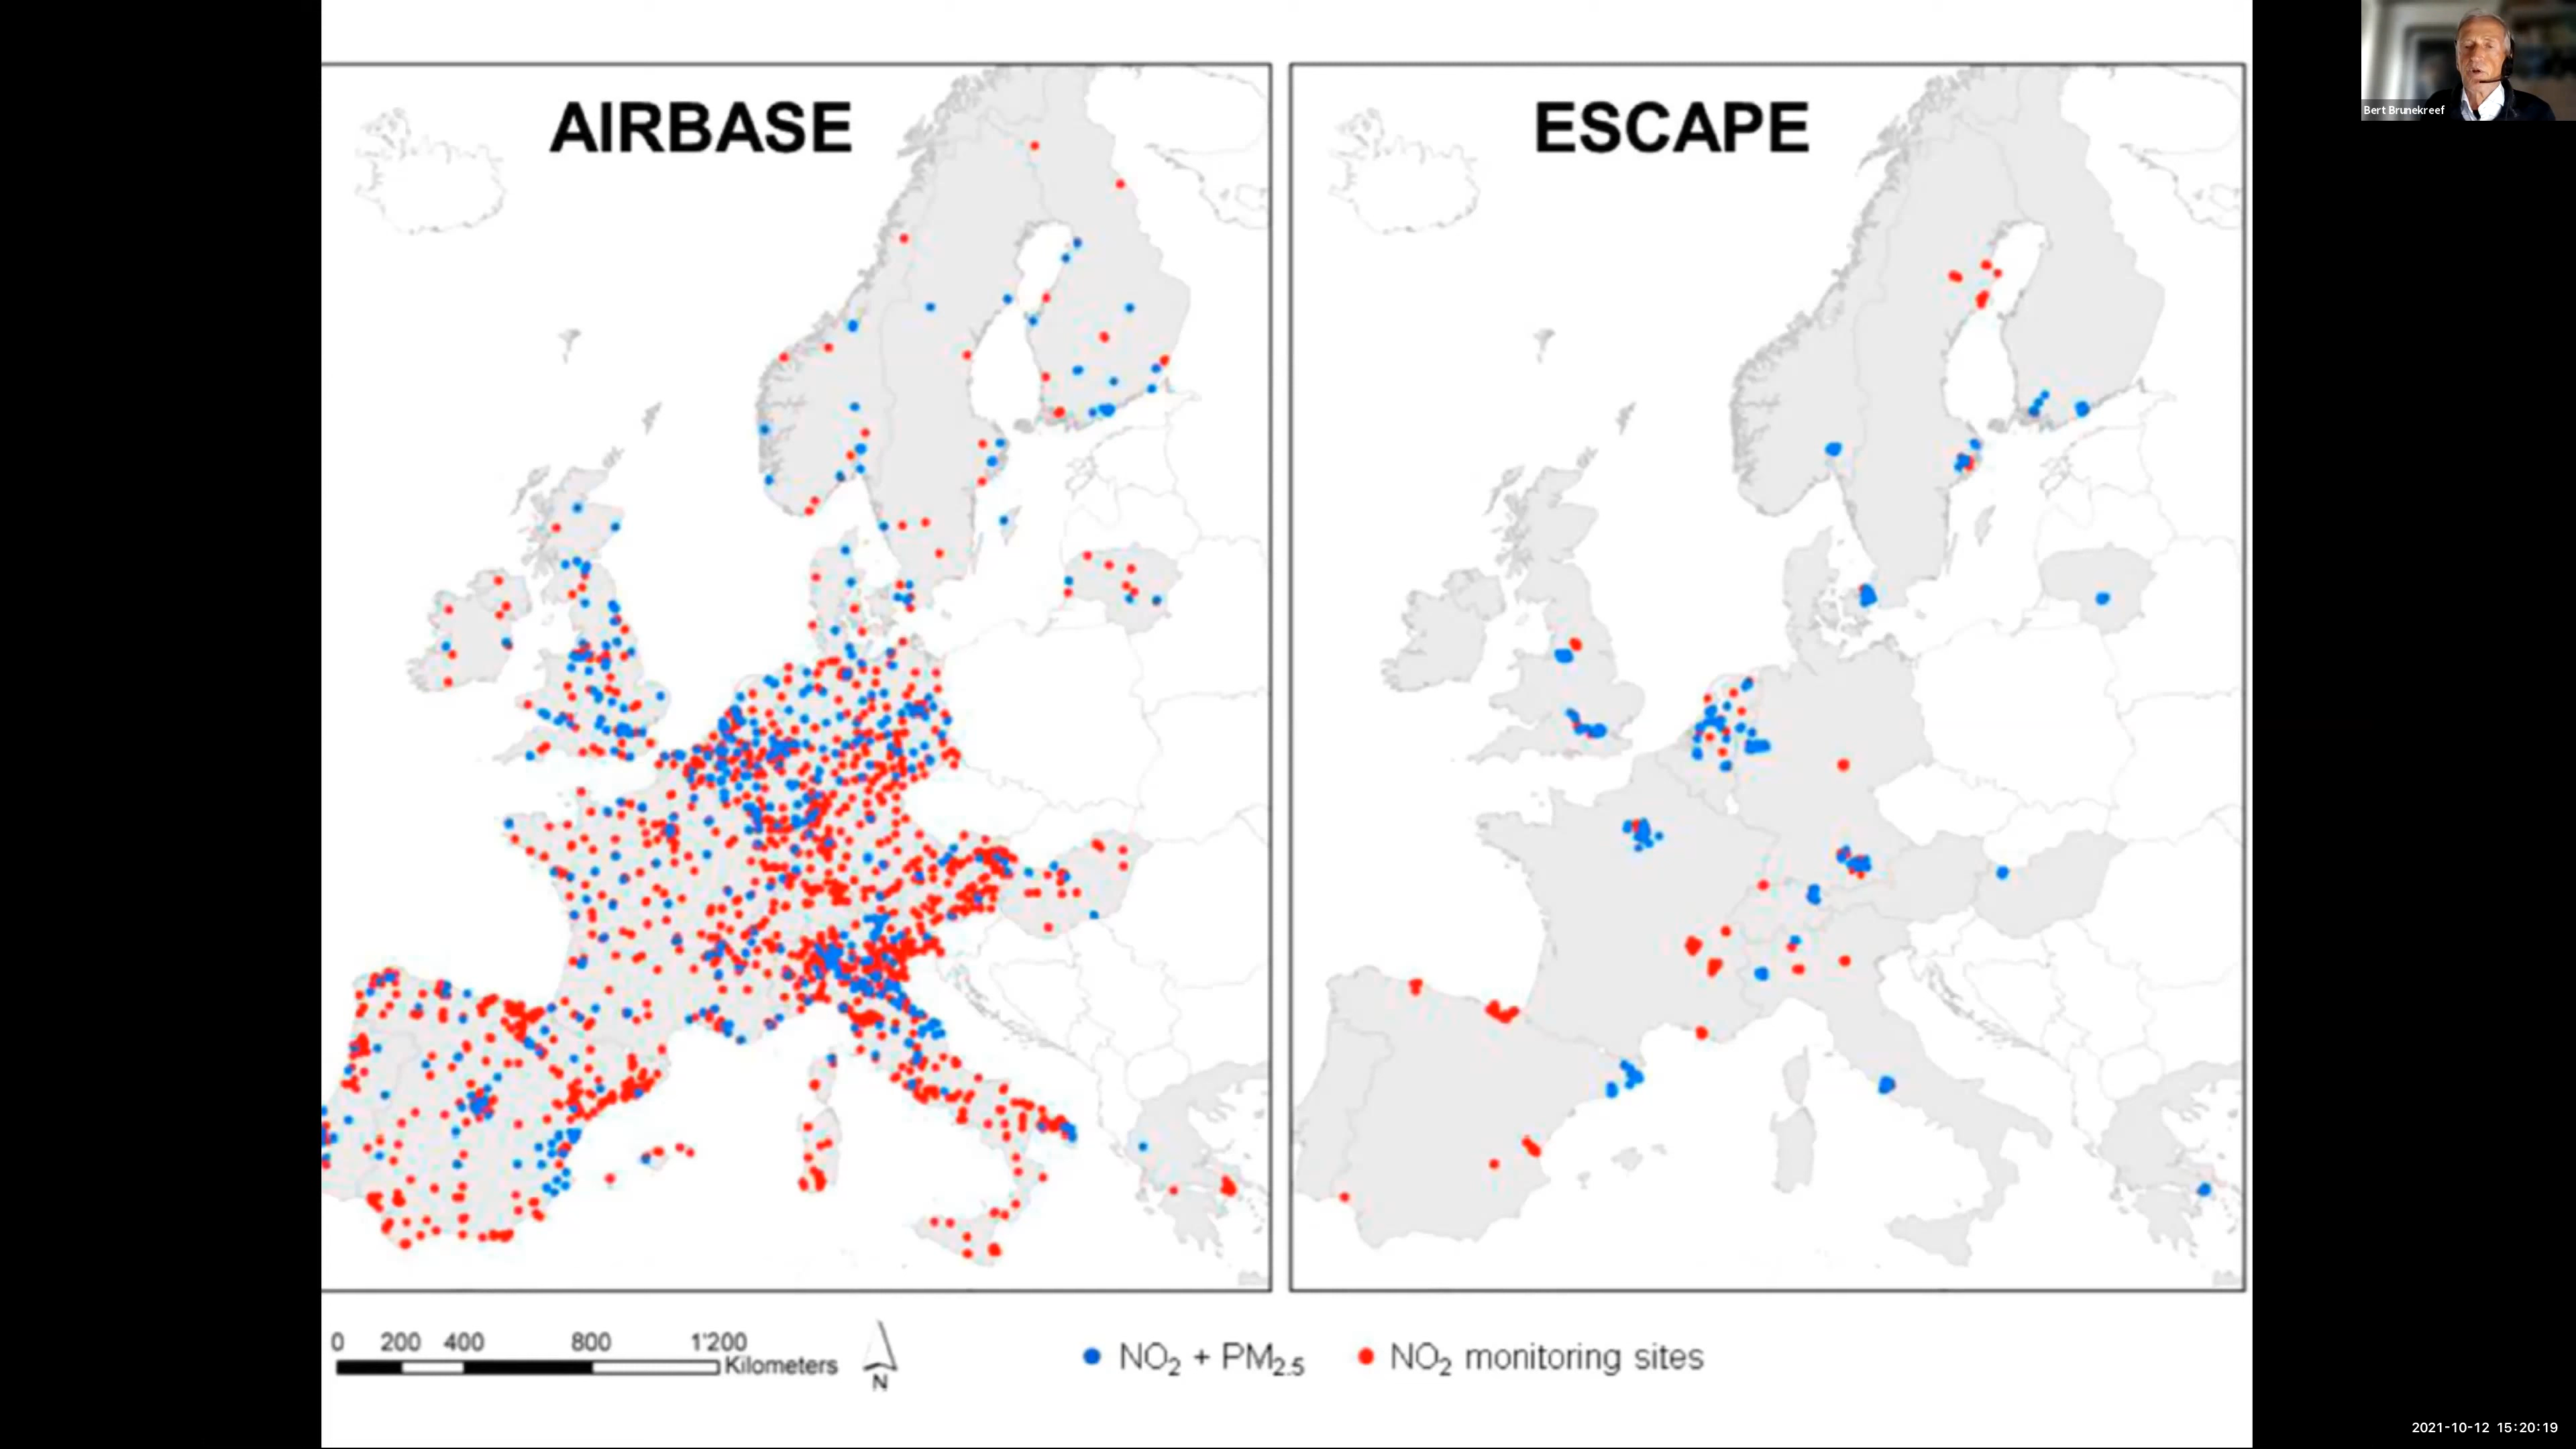 AIRBASE
ESCAPE
Bert Brunekreef
0 200 400 800 1'200
Kilometers
N
NO₂ + PM₂.₅
NO₂ monitoring sites
2021-10-12 15:20:19